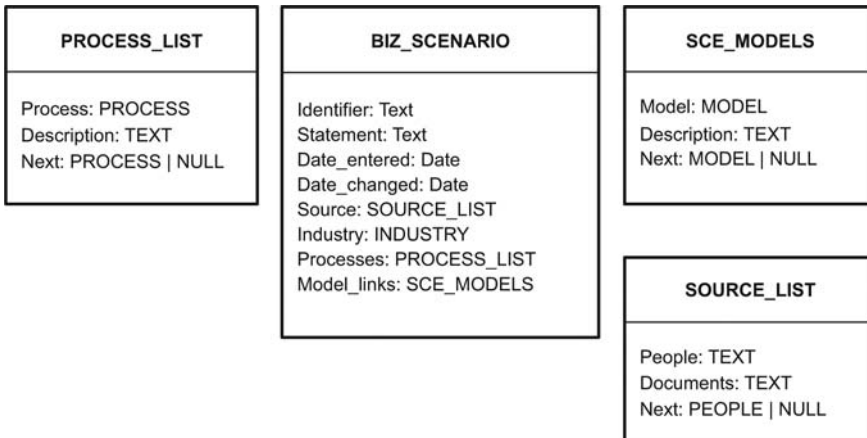 PROCESS_LIST
Process: PROCESS
Description: TEXT
Next: PROCESS | NULL
BIZ_SCENARIO
Identifier: Text
Statement: Text
Date_entered: Date
Date_changed: Date
Source: SOURCE_LIST
Industry: INDUSTRY
Processes: PROCESS_LIST
Model_links: SCE_MODELS
SCE_MODELS
Model: MODEL
Description: TEXT
Next: MODEL | NULL
SOURCE_LIST
People: TEXT
Documents: TEXT
Next: PEOPLE | NULL